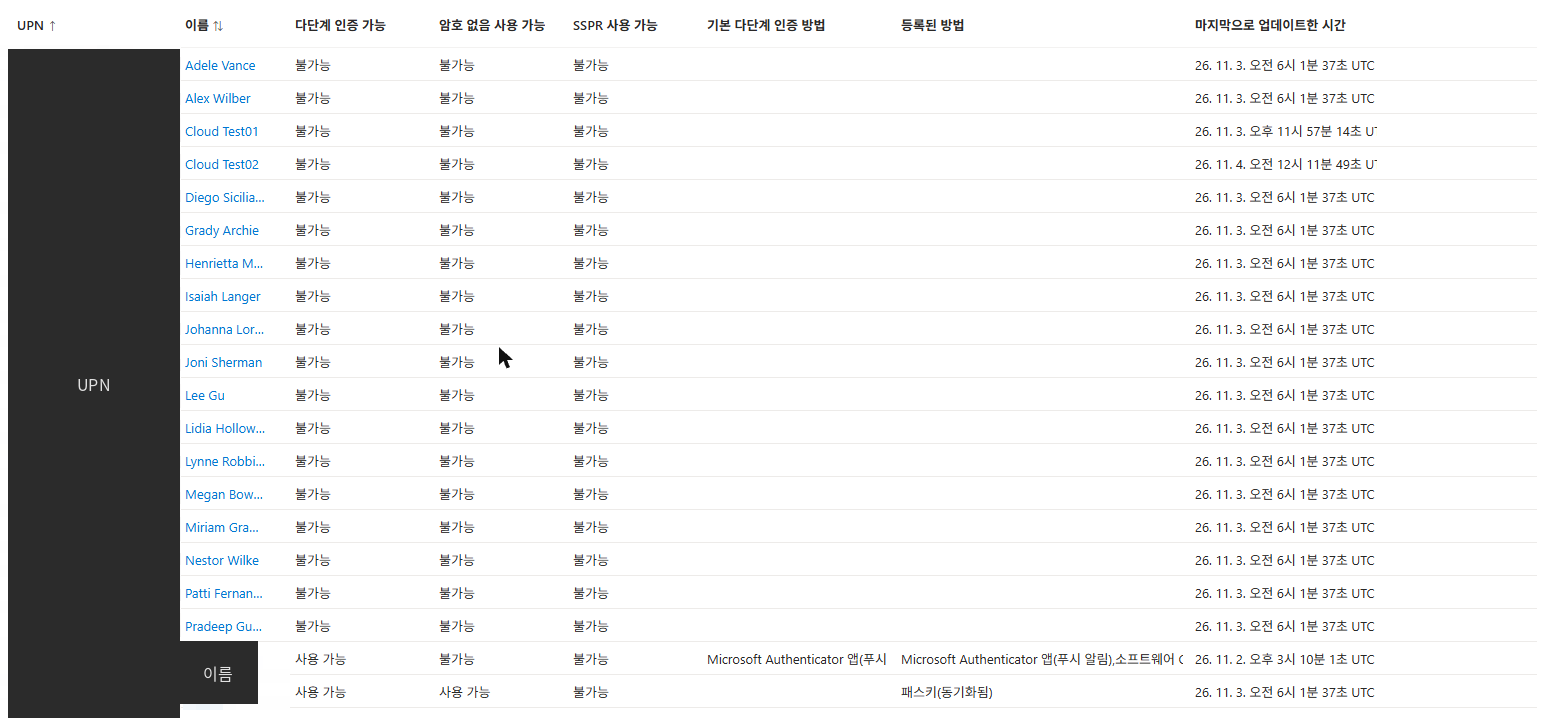 UPN ↑ 이름 ↑↓ 다단계 인증 가능 암호 없음 사용 가능 SSPR 사용 가능 기본 다단계 인증 방법 등록된 방법 마지막으로 업데이트한 시간
Adele Vance 불가능 불가능 불가능 26. 11. 3. 오전 6시 1분 37초 UTC
Alex Wilber 불가능 불가능 불가능 26. 11. 3. 오전 6시 1분 37초 UTC
Cloud Test01 불가능 불가능 불가능 26. 11. 3. 오후 11시 57분 14초 U
Cloud Test02 불가능 불가능 불가능 26. 11. 4. 오전 12시 11분 49초 U
Diego Sicilia... 불가능 불가능 불가능 26. 11. 3. 오전 6시 1분 37초 UTC
Grady Archie 불가능 불가능 불가능 26. 11. 3. 오전 6시 1분 37초 UTC
Henrietta M... 불가능 불가능 불가능 26. 11. 3. 오전 6시 1분 37초 UTC
Isaiah Langer 불가능 불가능 불가능 26. 11. 3. 오전 6시 1분 37초 UTC
Johanna Lor... 불가능 불가능 불가능 26. 11. 3. 오전 6시 1분 37초 UTC
Joni Sherman 불가능 불가능 불가능 26. 11. 3. 오전 6시 1분 37초 UTC
UPN
Lee Gu 불가능 불가능 불가능 26. 11. 3. 오전 6시 1분 37초 UTC
Lidia Hollow... 불가능 불가능 불가능 26. 11. 3. 오전 6시 1분 37초 UTC
Lynne Robbi... 불가능 불가능 불가능 26. 11. 3. 오전 6시 1분 37초 UTC
Megan Bow... 불가능 불가능 불가능 26. 11. 3. 오전 6시 1분 37초 UTC
Miriam Gra... 불가능 불가능 불가능 26. 11. 3. 오전 6시 1분 37초 UTC
Nestor Wilke 불가능 불가능 불가능 26. 11. 3. 오전 6시 1분 37초 UTC
Patti Fernan... 불가능 불가능 불가능 26. 11. 3. 오전 6시 1분 37초 UTC
Pradeep Gu... 불가능 불가능 불가능 26. 11. 3. 오전 6시 1분 37초 UTC
사용 가능 불가능 불가능 Microsoft Authenticator 앱(푸시 Microsoft Authenticator 앱(푸시 알림),소프트웨어 26. 11. 2. 오후 3시 10분 1초 UTC
이름
사용 가능 사용 가능 불가능 패스키(동기화됨) 26. 11. 3. 오전 6시 1분 37초 UTC